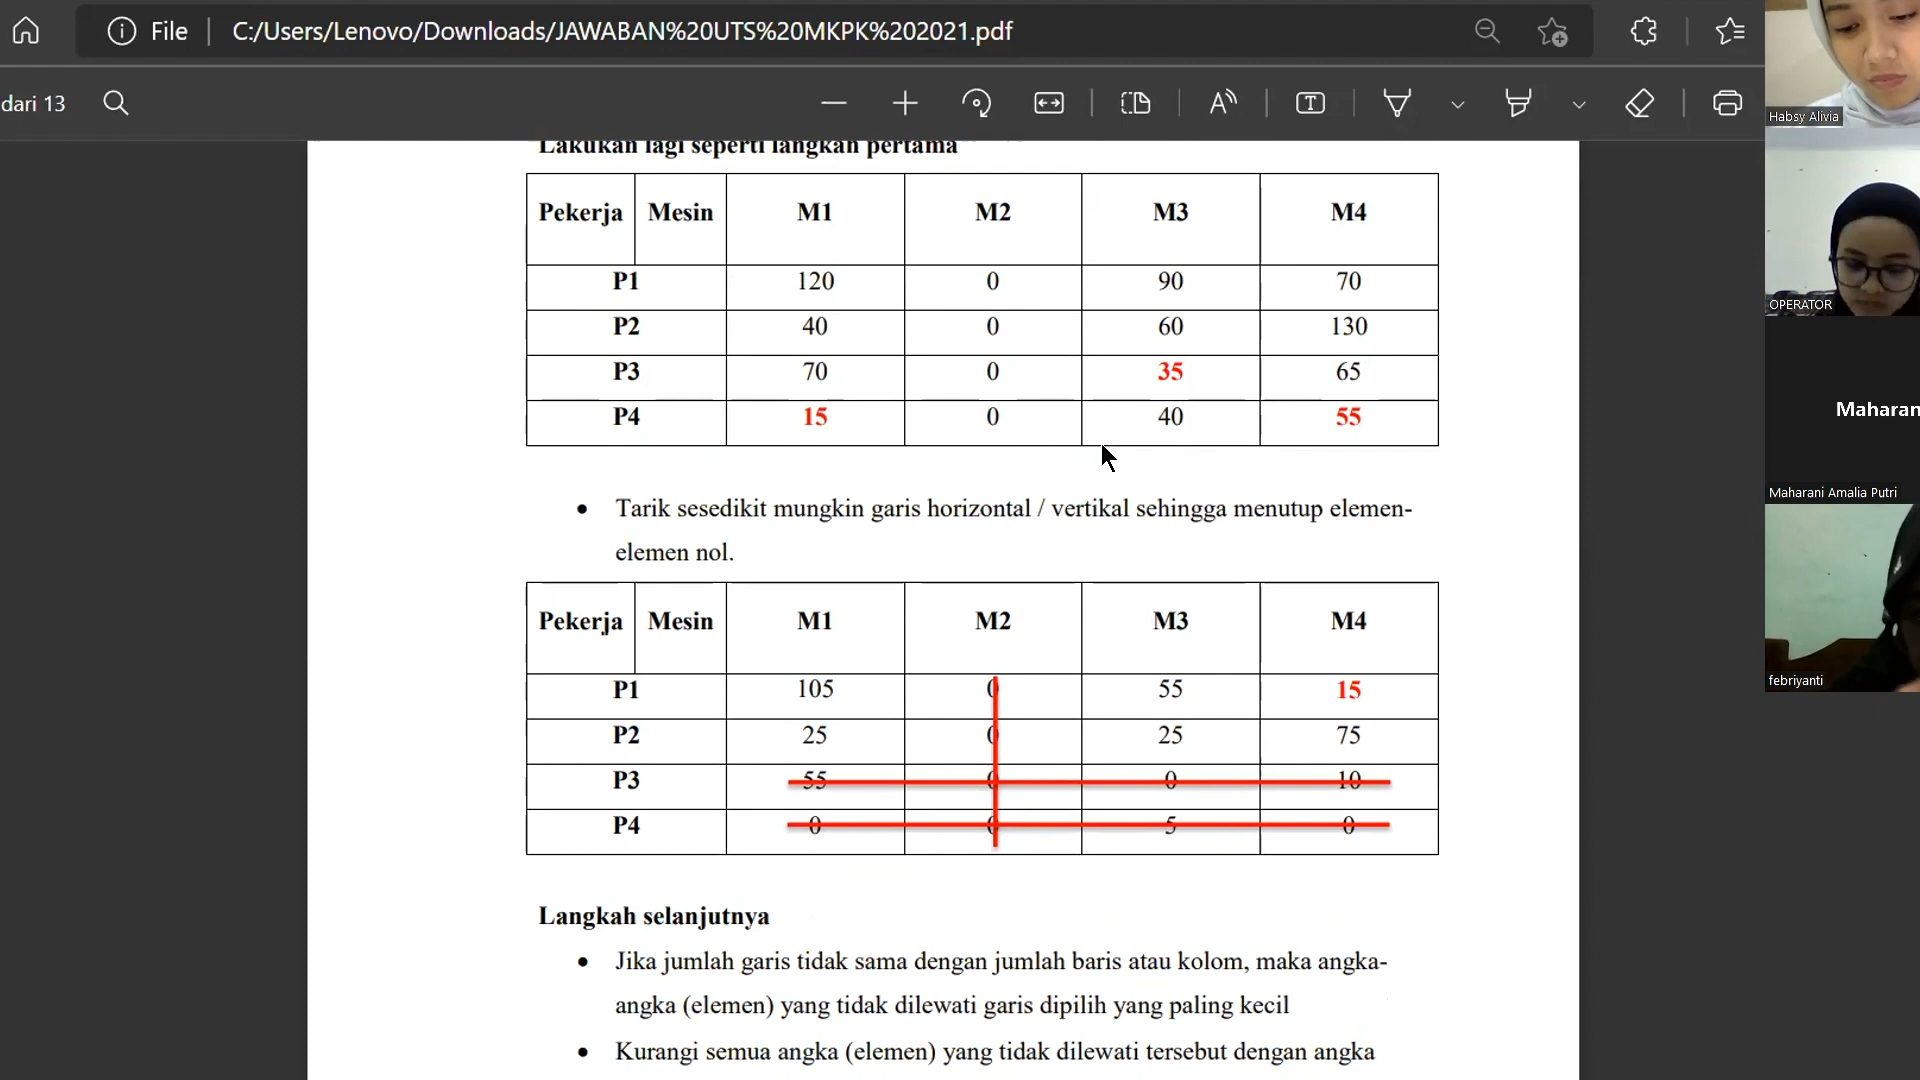 File C:/Users/Lenovo/Downloads/JAWABAN%20UTS%20MKPK%202021.pdf
dari 13
Lakukan lagi seperti langkah pertama
Pekerja Mesin M1 M2 M3 M4
P1 120 0 90 70
P2 40 0 60 130
P3 70 0 35 65
P4 15 0 40 55
• Tarik sesedikit mungkin garis horizontal / vertikal sehingga menutup elemen-
elemen nol.
Pekerja Mesin M1 M2 M3 M4
P1 105 0 55 15
P2 25 0 25 75
P3 55 0 0 10
P4 0 0 5 0
Langkah selanjutnya
• Jika jumlah garis tidak sama dengan jumlah baris atau kolom, maka angka-
angka (elemen) yang tidak dilewati garis dipilih yang paling kecil
• Kurangi semua angka (elemen) yang tidak dilewati tersebut dengan angka
Habsy Alivia
OPERATOR
Maharan
Maharani Amalia Putri
febriyanti